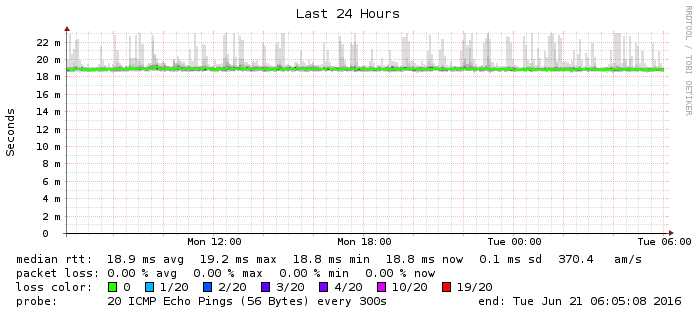 Last 24 Hours
RRDTOOL / TOBI OETIKER
Seconds
22 m
20 m
18 m
16 m
14 m
12 m
10 m
8 m
6 m
4 m
2 m
0
Mon 12:00 Mon 18:00 Tue 00:00 Tue 06:00
median rtt: 18.9 ms avg 19.2 ms max 18.8 ms min 18.8 ms now 0.1 ms sd 370.4 am/s
packet loss: 0.00 % avg 0.00 % max 0.00 % min 0.00 % now
loss color: 0 1/20 2/20 3/20 4/20 10/20 19/20
probe: 20 ICMP Echo Pings (56 Bytes) every 300s end: Tue Jun 21 06:05:08 2016